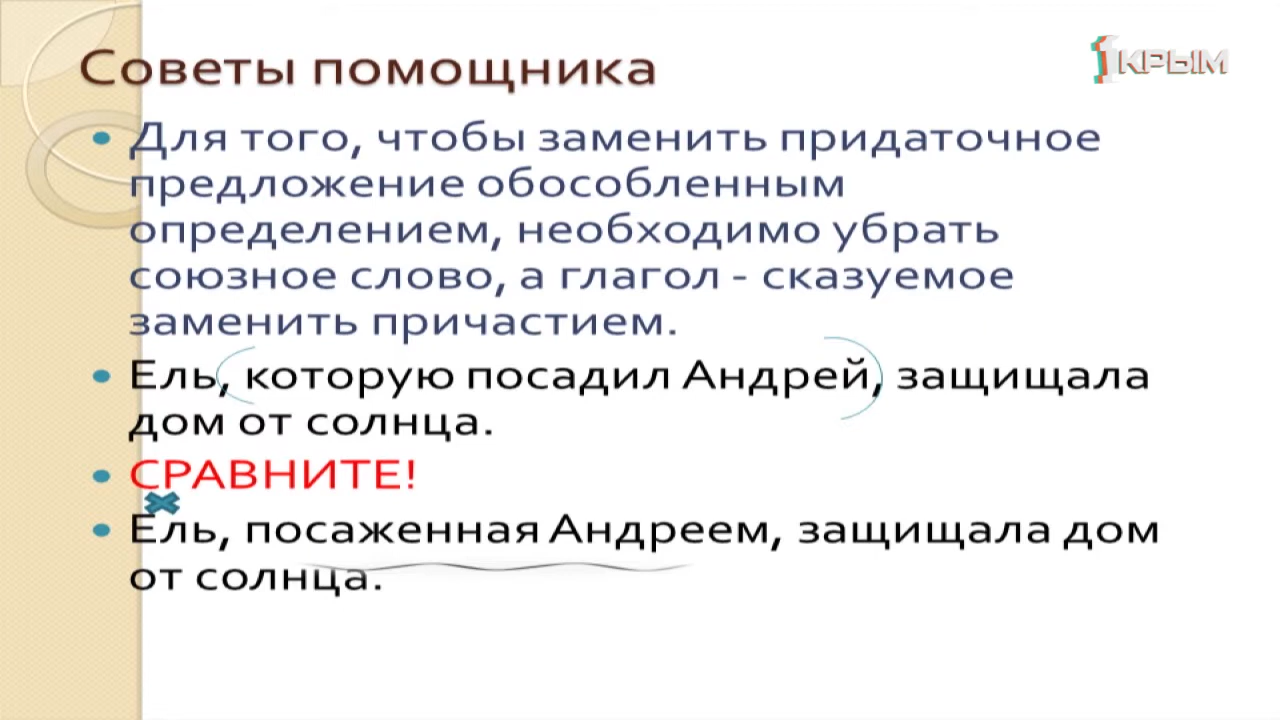 Советы помощника
1КРЫМ
Для того, чтобы заменить придаточное
предложение обособленным
определением, необходимо убрать
союзное слово, а глагол - сказуемое
заменить причастием.
Ель, которую посадил Андрей, защищала
дом от солнца.
СРАВНИТЕ!
Ель, посаженная Андреем, защищала дом
от солнца.